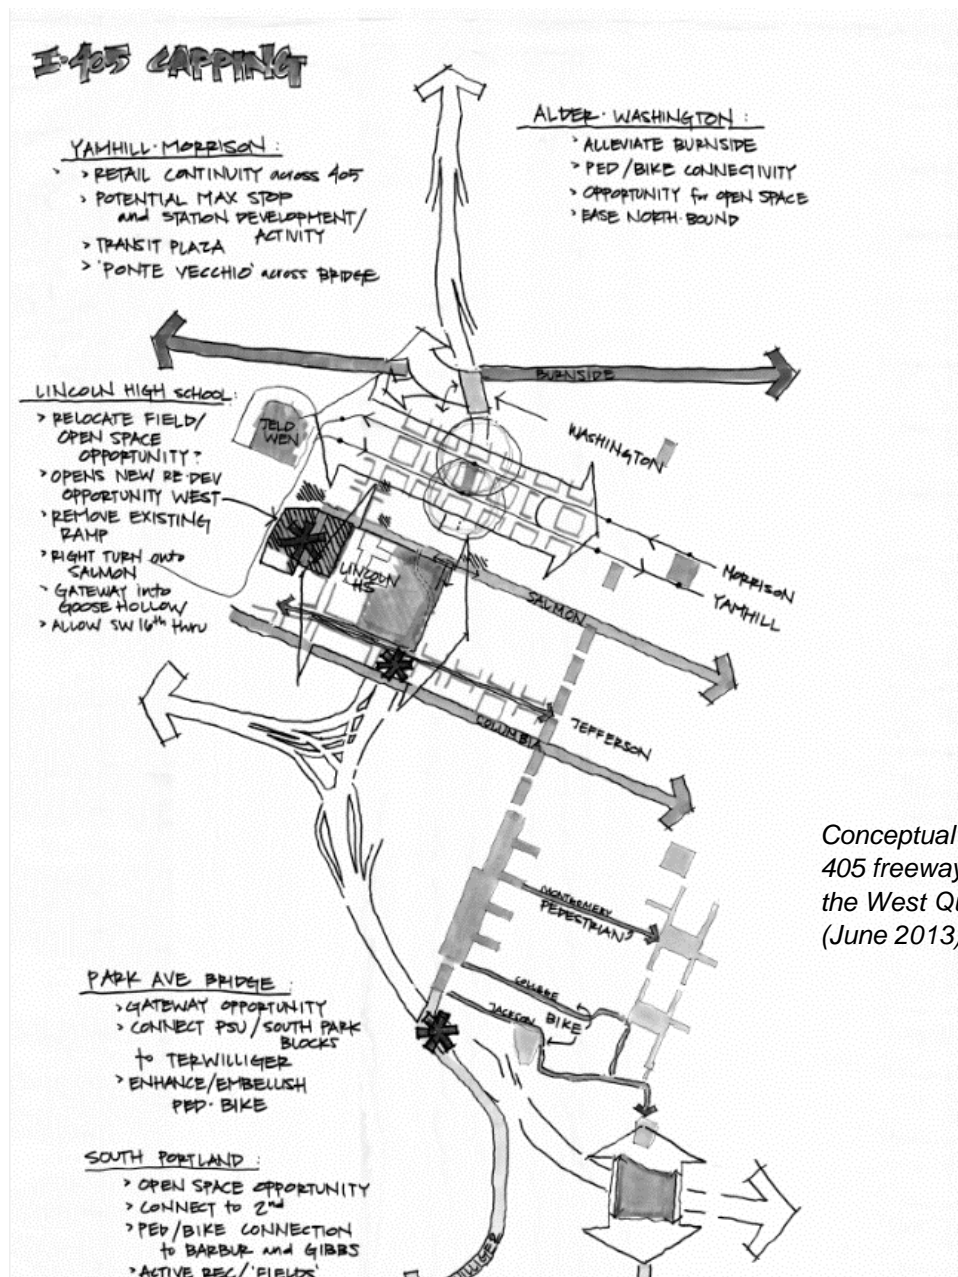 I-405 CAPPING
YAMHILL·MORRISON :
> RETAIL CONTINUITY across 405
> POTENTIAL MAX STOP
and STATION DEVELOPMENT/
ACTIVITY
> TRANSIT PLAZA
> 'PONTE VECCHIO' across BRIDGE
ALDER·WASHINGTON :
> ALLEVIATE BURNSIDE
> PED/BIKE CONNECTIVITY
> OPPORTUNITY for OPEN SPACE
> EASE NORTH·BOUND
BURNSIDE
LINCOLN HIGH SCHOOL:
> RELOCATE FIELD/
OPEN SPACE
OPPORTUNITY?
> OPENS NEW RE·DEV
OPPORTUNITY WEST
> REMOVE EXISTING
RAMP
> RIGHT TURN onto
SALMON
> GATEWAY into
GOOSE HOLLOW
> ALLOW SW 16th thru
JELD
WEN
WASHINGTON
LINCOLN
HS
MORRISON
YAMHILL
SALMON
JEFFERSON
COLUMBIA
Conceptual
405 freeway
the West Qu
(June 2013)
MONTGOMERY
PEDESTRIAN
COLLEGE
JACKSON
BIKE
PARK AVE BRIDGE :
> GATEWAY OPPORTUNITY
> CONNECT PSU/SOUTH PARK
BLOCKS
to TERWILLIGER
> ENHANCE/EMBELLISH
PED·BIKE
SOUTH PORTLAND :
> OPEN SPACE OPPORTUNITY
> CONNECT to 2nd
> PED/BIKE CONNECTION
to BARBUR and GIBBS
> ACTIVE REC/'FIELDS'
LLIGER